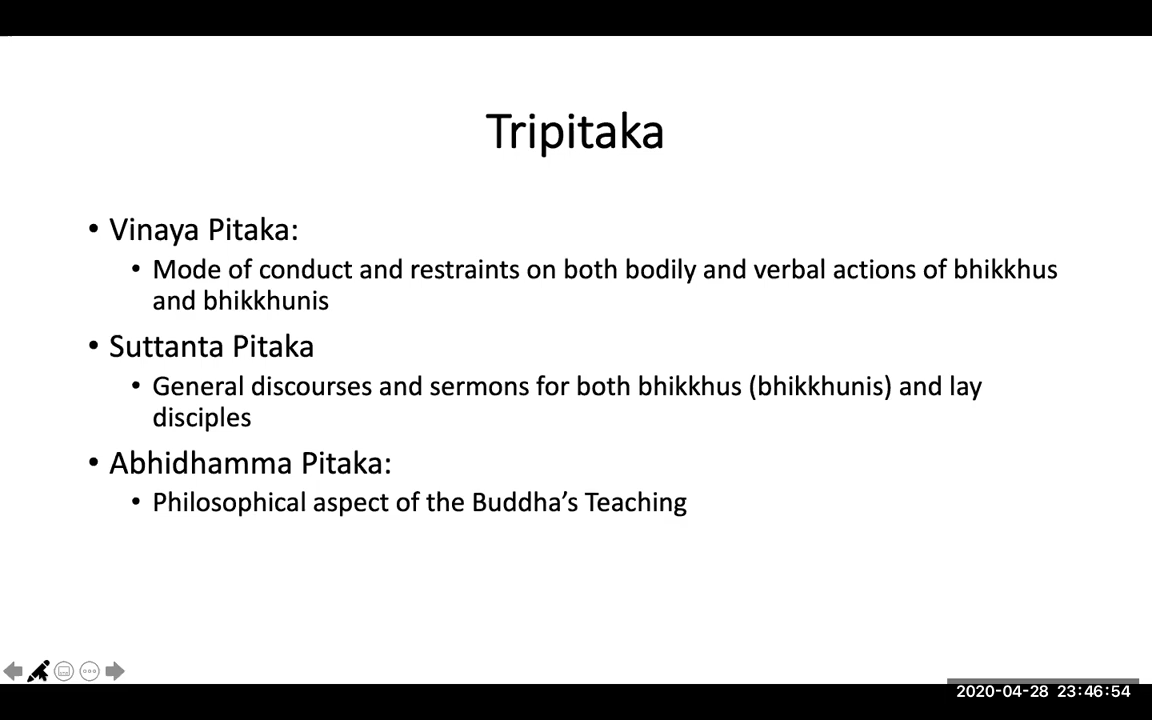 Tripitaka
• Vinaya Pitaka:
• Mode of conduct and restraints on both bodily and verbal actions of bhikkhus
and bhikkhunis
• Suttanta Pitaka
• General discourses and sermons for both bhikkhus (bhikkhunis) and lay
disciples
• Abhidhamma Pitaka:
• Philosophical aspect of the Buddha’s Teaching
2020-04-28 23:46:54